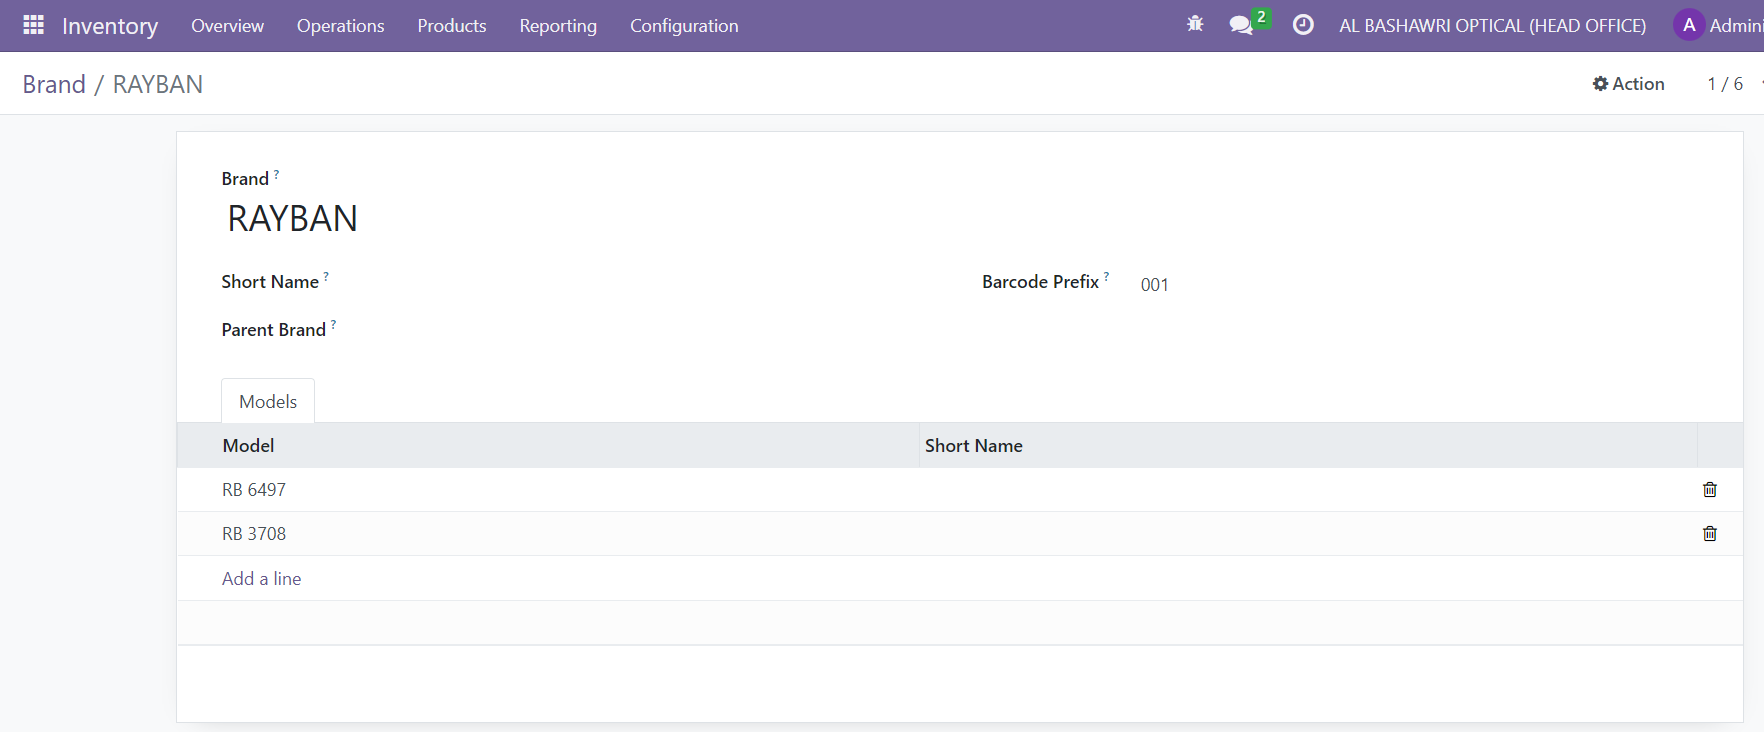 Inventory Overview Operations Products Reporting Configuration 2 AL BASHAWRI OPTICAL (HEAD OFFICE) A
Brand / RAYBAN Action 1 / 6
Brand ?
RAYBAN
Short Name ? Barcode Prefix ? 001
Parent Brand ?
Models
Model Short Name
RB 6497
RB 3708
Add a line